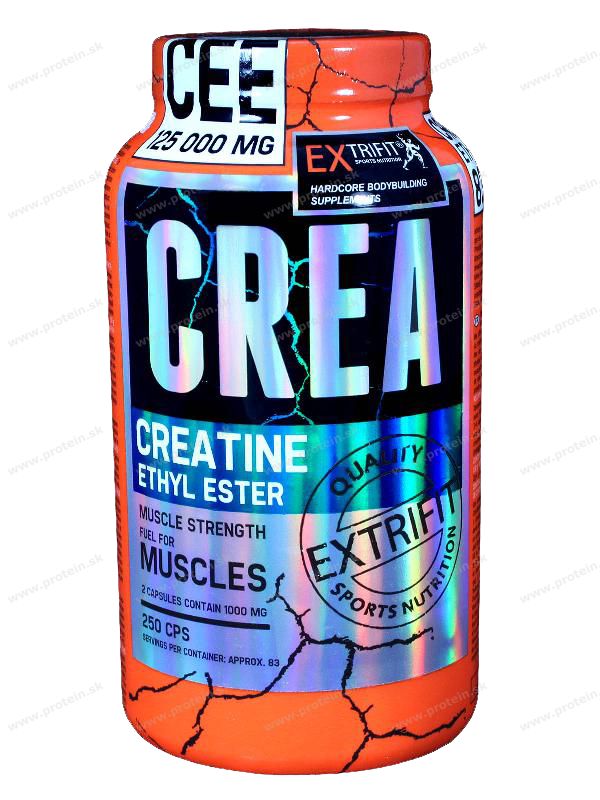 CEE
125 000 MG
EXTRIFIT®
SPORTS NUTRITION
HARDCORE BODYBUILDING
SUPPLEMENTS
CREA
CREATINE
ETHYL ESTER
MUSCLE STRENGTH
FUEL FOR
MUSCLES
2 CAPSULES CONTAIN 1000 MG
250 CPS
SERVINGS PER CONTAINER: APPROX. 83
QUALITY
EXTRIFIT
SPORTS NUTRITION
www.protein.sk